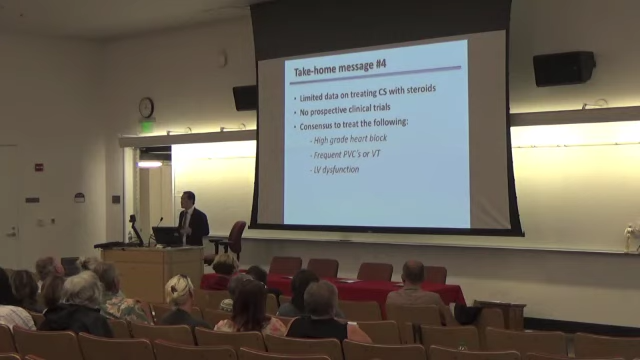 Take-home message #4
• Limited data on treating CS with steroids
• No prospective clinical trials
• Consensus to treat the following:
- High grade heart block
- Frequent PVC's or VT
- LV dysfunction